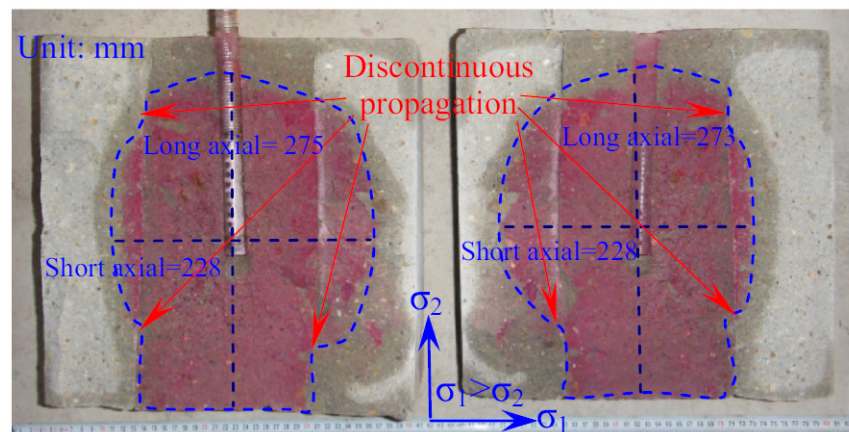 Unit: mm
Discontinuous
propagation
Long axial= 275
Long axial=273
Short axial=228
Short axial=228
σ2
σ1>σ2
σ1